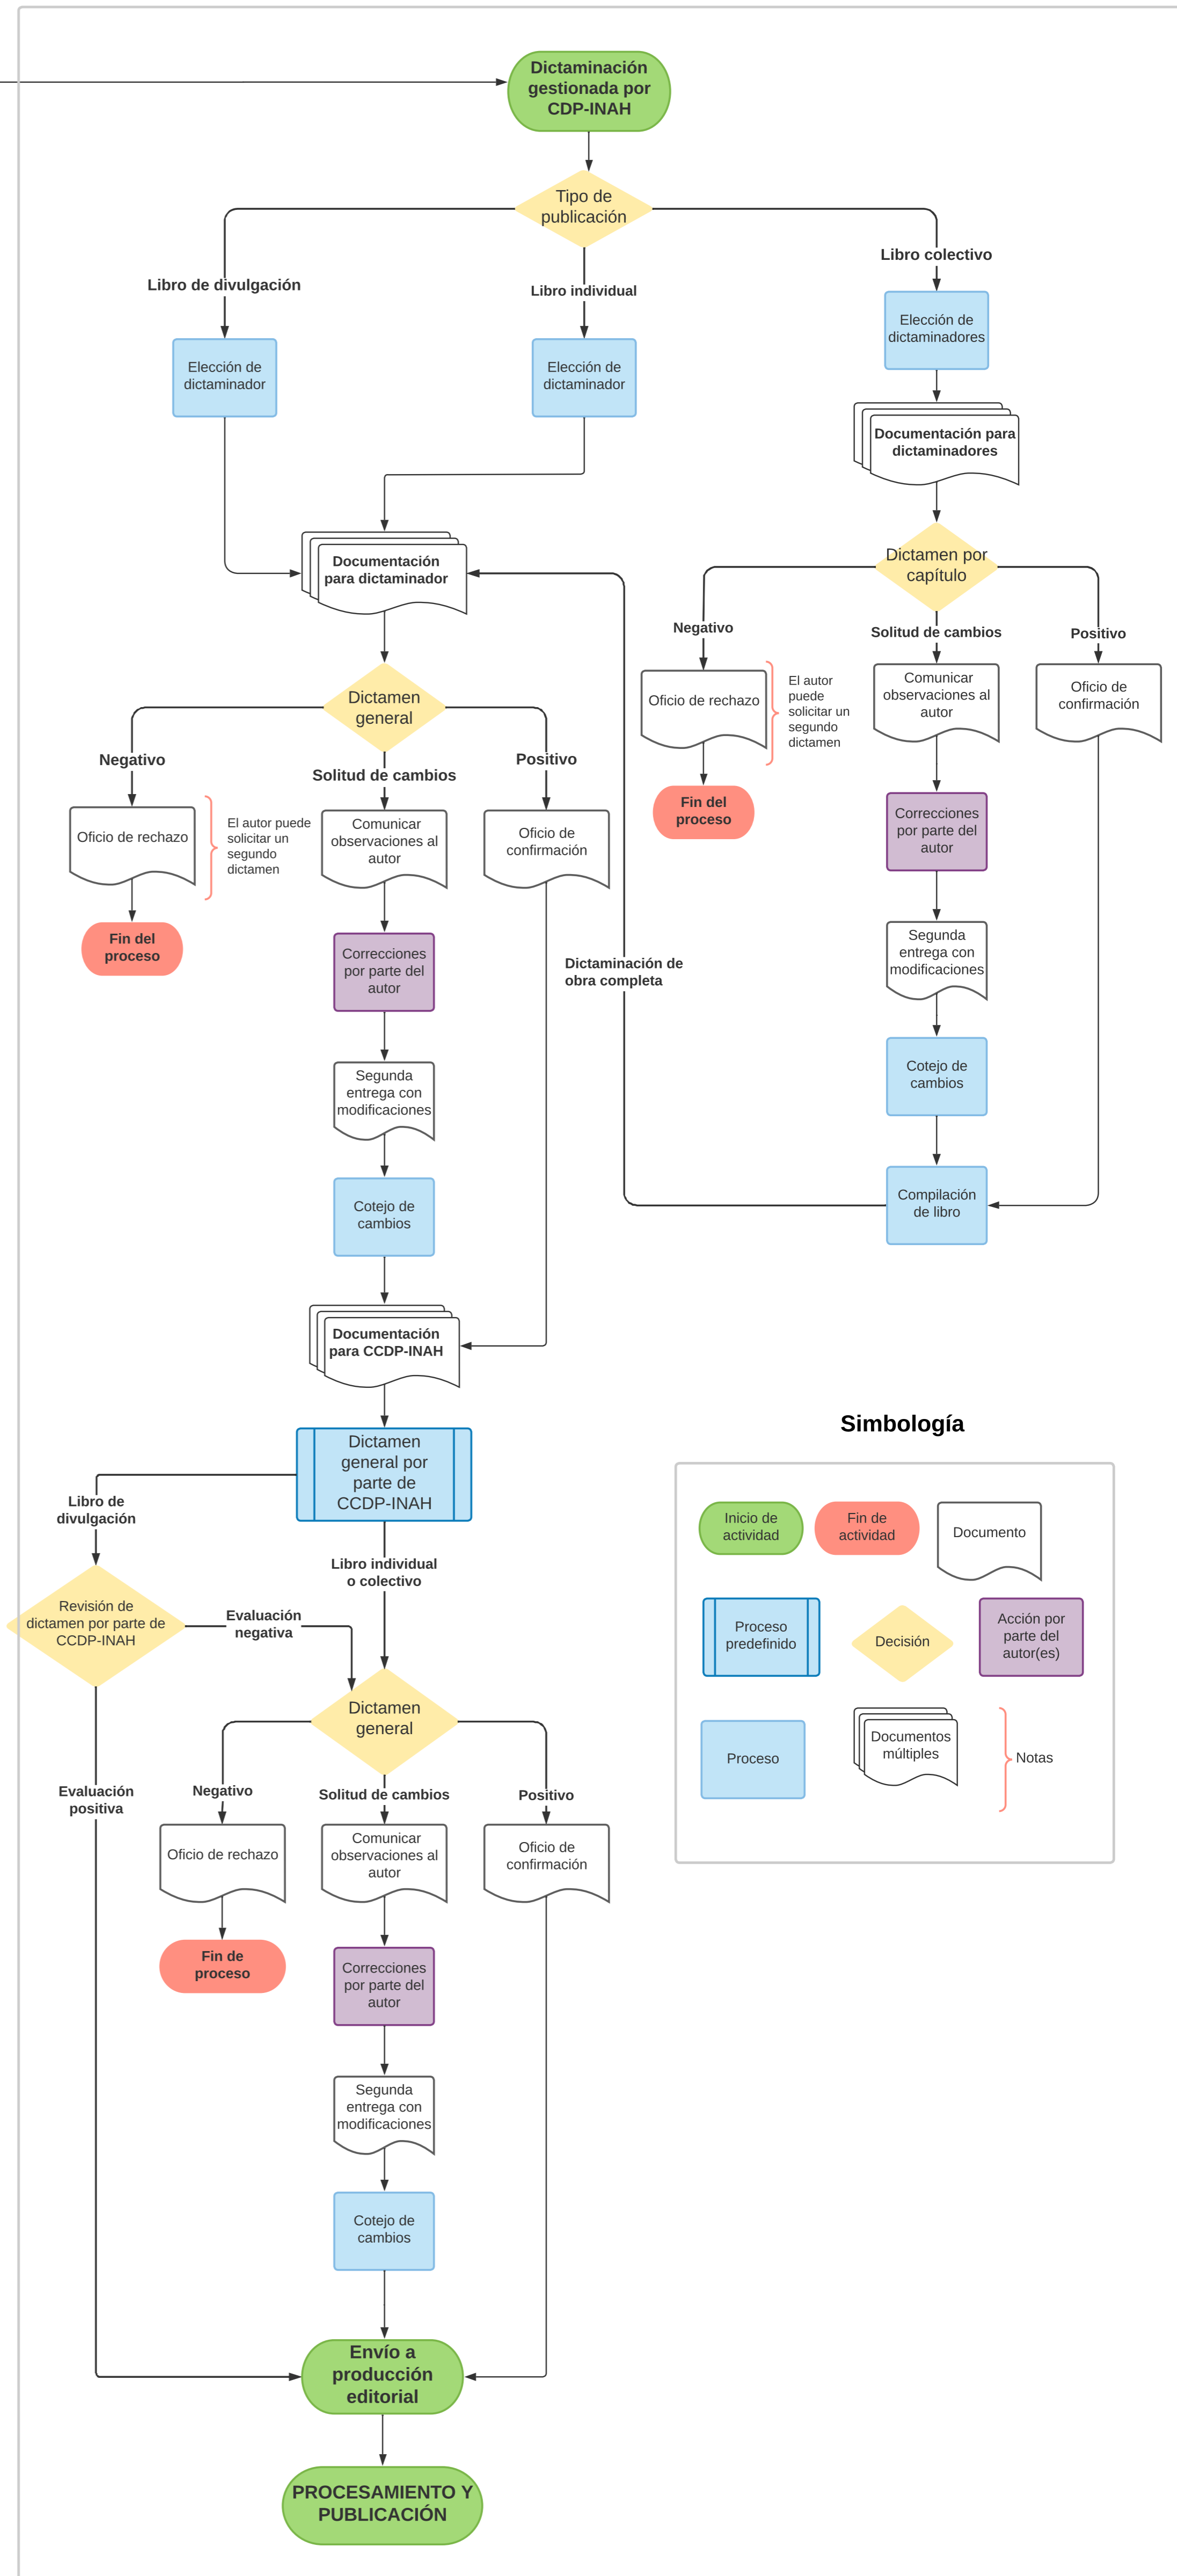 Dictaminación
gestionada por
CDP-INAH
Tipo de
publicación
Libro de divulgación
Libro individual
Libro colectivo
Elección de
dictaminador
Elección de
dictaminador
Elección de
dictaminadores
Documentación para
dictaminadores
Documentación
para dictaminador
Dictamen por
capítulo
Negativo
Solitud de cambios
Positivo
Oficio de rechazo
El autor
puede
solicitar un
segundo
dictamen
Comunicar
observaciones al
autor
Oficio de
confirmación
Fin del
proceso
Correcciones
por parte del
autor
Segunda
entrega con
modificaciones
Cotejo de
cambios
Compilación
de libro
Dictaminación de
obra completa
Dictamen
general
Negativo
Solitud de cambios
Positivo
Oficio de rechazo
El autor puede
solicitar un
segundo
dictamen
Comunicar
observaciones al
autor
Oficio de
confirmación
Fin del
proceso
Correcciones
por parte del
autor
Segunda
entrega con
modificaciones
Cotejo de
cambios
Documentación
para CCDP-INAH
Dictamen
general por
parte de
CCDP-INAH
Libro de
divulgación
Libro individual
o colectivo
Revisión de
dictamen por parte de
CCDP-INAH
Evaluación
negativa
Evaluación
positiva
Dictamen
general
Negativo
Solitud de cambios
Positivo
Oficio de rechazo
Comunicar
observaciones al
autor
Oficio de
confirmación
Fin de
proceso
Correcciones
por parte del
autor
Segunda
entrega con
modificaciones
Cotejo de
cambios
Envío a
producción
editorial
PROCESAMIENTO Y
PUBLICACIÓN
Simbología
Inicio de
actividad
Fin de
actividad
Documento
Proceso
predefinido
Decisión
Acción por
parte del
autor(es)
Proceso
Documentos
múltiples
Notas